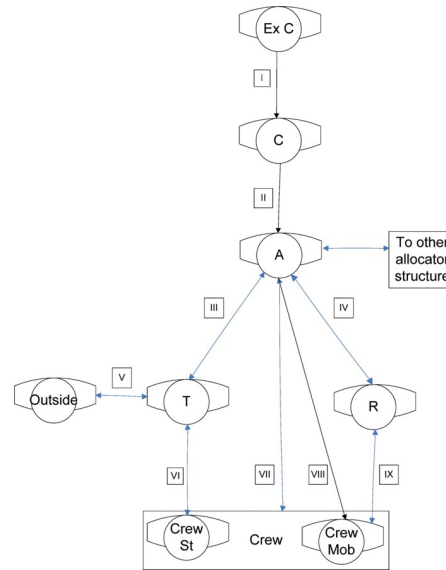 Ex C
I
C
II
A
To other
allocator
structure
III
IV
V
Outside
T
R
VI
VII
VIII
IX
Crew
St
Crew
Crew
Mob